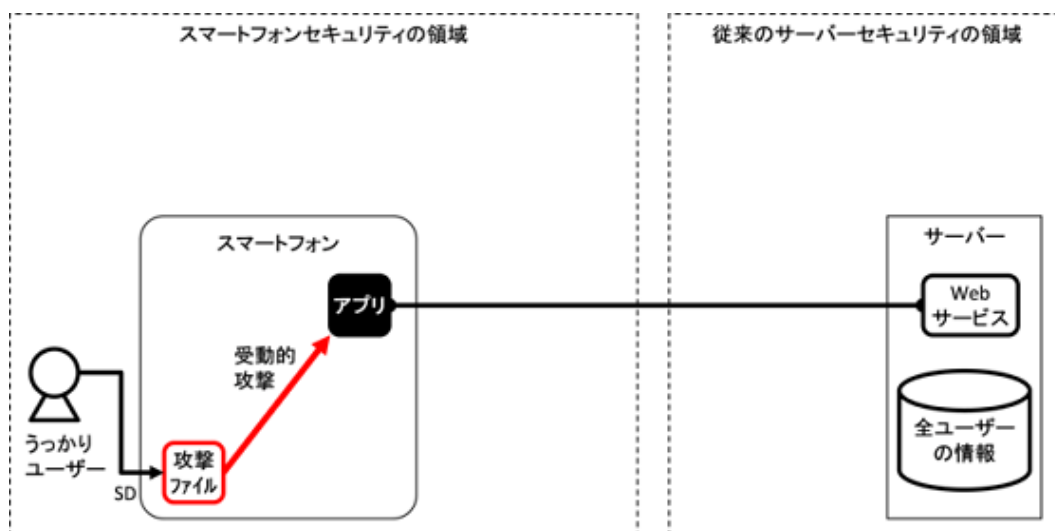 スマートフォンセキュリティの領域
従来のサーバーセキュリティの領域
スマートフォン
サーバー
アプリ
Web
サービス
受動的
攻撃
うっかり
ユーザー
SD
攻撃
ファイル
全ユーザー
の情報